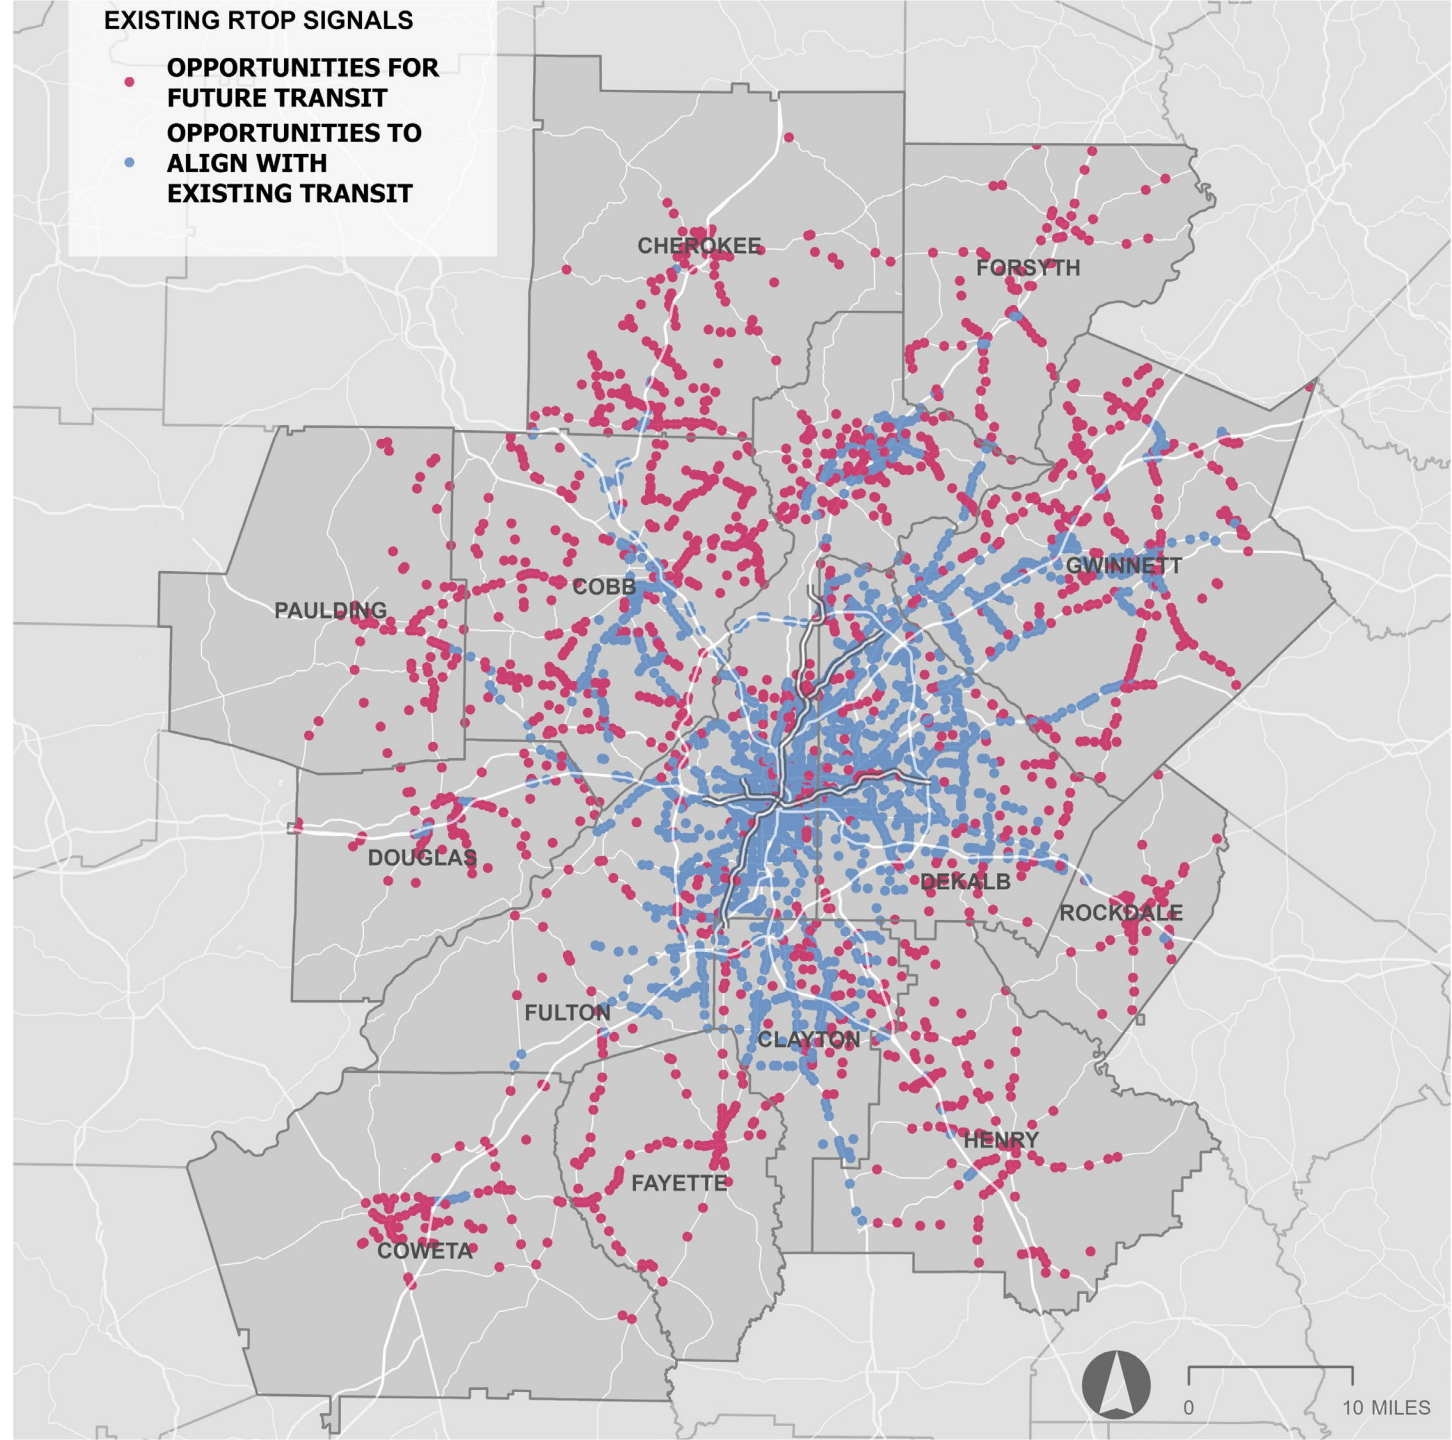 EXISTING RTOP SIGNALS
OPPORTUNITIES FOR
FUTURE TRANSIT
OPPORTUNITIES TO
ALIGN WITH
EXISTING TRANSIT
CHEROKEE
FORSYTH
GWINNETT
COBB
PAULDING
DOUGLAS
DEKALB
ROCKDALE
FULTON
CLAYTON
HENRY
FAYETTE
COWETA
0 10 MILES